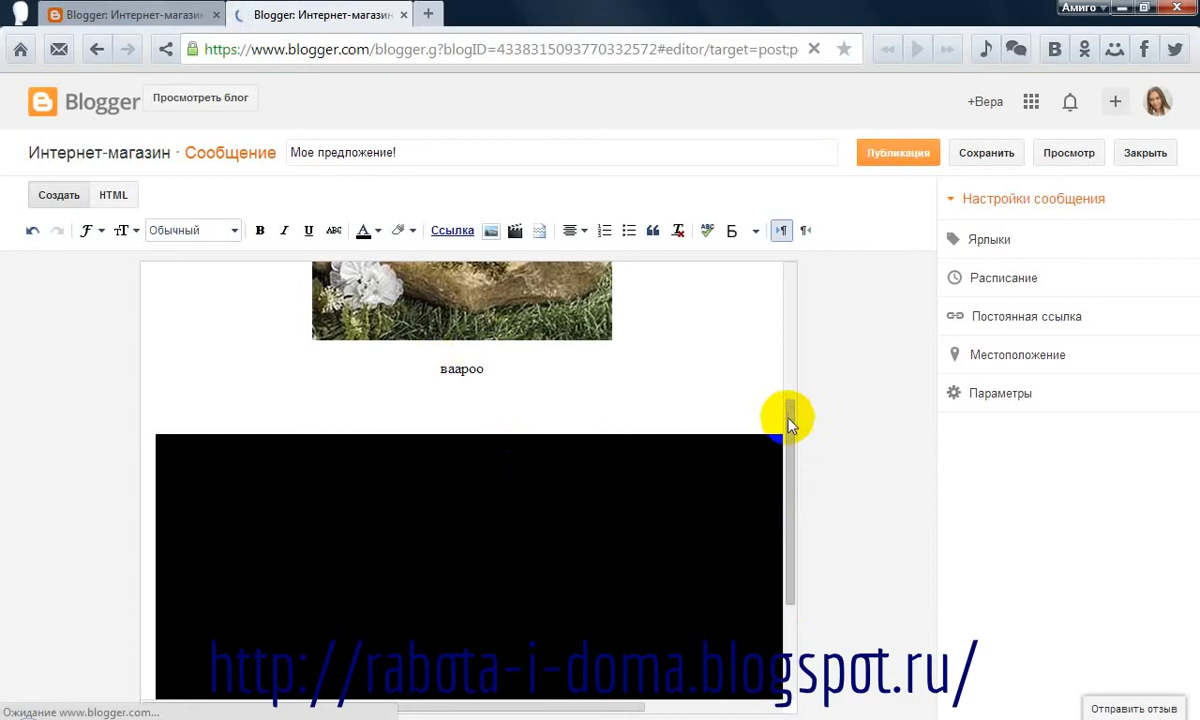 Blogger: Интернет-магазин
Blogger: Интернет-магазин
Амиго
https://www.blogger.com/blogger.g?blogID=4338315093770332572#editor/target=post;p
Blogger
Просмотреть блог
+Вера
Интернет-магазин · Сообщение
Мое предложение!
Публикация
Сохранить
Просмотр
Закрыть
Создать
HTML
Обычный
Ссылка
Настройки сообщения
Ярлыки
Расписание
Постоянная ссылка
Местоположение
Параметры
ваароо
http://rabota-i-doma.blogspot.ru/
Ожидание www.blogger.com...
Отправить отзыв